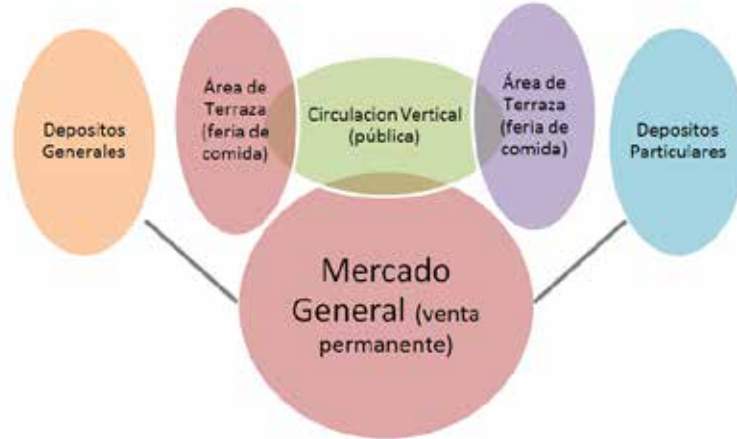 Depositos
Generales
Área de
Terraza
(feria de
comida)
Circulacion Vertical
(pública)
Área de
Terraza
(feria de
comida)
Depositos
Particulares
Mercado
General (venta
permanente)